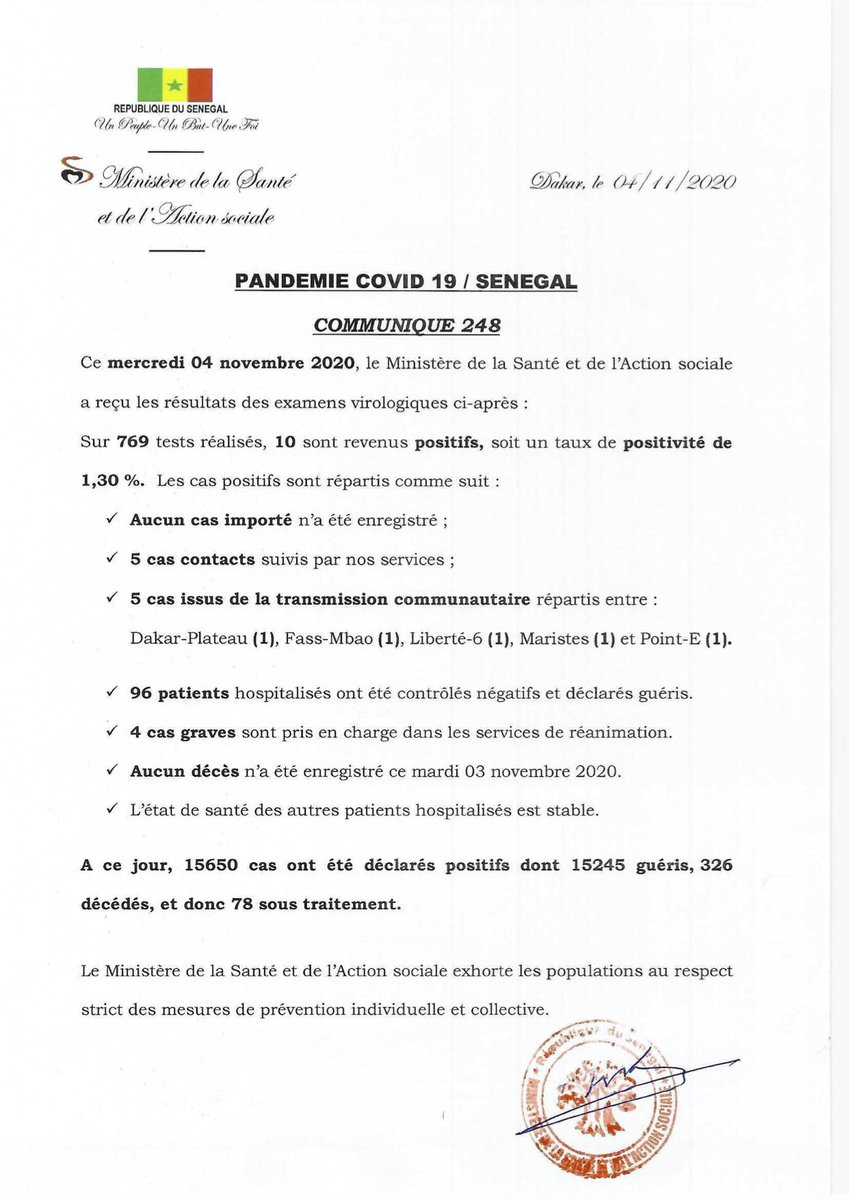 REPUBLIQUE DU SENEGAL
Un Peuple-Un But-Une Foi
Ministère de la Santé
et de l'Action sociale
Dakar, le 04/11/2020
PANDEMIE COVID 19 / SENEGAL
COMMUNIQUE 248
Ce mercredi 04 novembre 2020, le Ministère de la Santé et de l'Action sociale
a reçu les résultats des examens virologiques ci-après :
Sur 769 tests réalisés, 10 sont revenus positifs, soit un taux de positivité de
1,30 %. Les cas positifs sont répartis comme suit :
✓ Aucun cas importé n'a été enregistré ;
✓ 5 cas contacts suivis par nos services ;
✓ 5 cas issus de la transmission communautaire répartis entre :
Dakar-Plateau (1), Fass-Mbao (1), Liberté-6 (1), Maristes (1) et Point-E (1).
✓ 96 patients hospitalisés ont été contrôlés négatifs et déclarés guéris.
✓ 4 cas graves sont pris en charge dans les services de réanimation.
✓ Aucun décès n'a été enregistré ce mardi 03 novembre 2020.
✓ L'état de santé des autres patients hospitalisés est stable.
A ce jour, 15650 cas ont été déclarés positifs dont 15245 guéris, 326
décédés, et donc 78 sous traitement.
Le Ministère de la Santé et de l'Action sociale exhorte les populations au respect
strict des mesures de prévention individuelle et collective.
République du Sénégal
DE L'ACTION SOCIALE